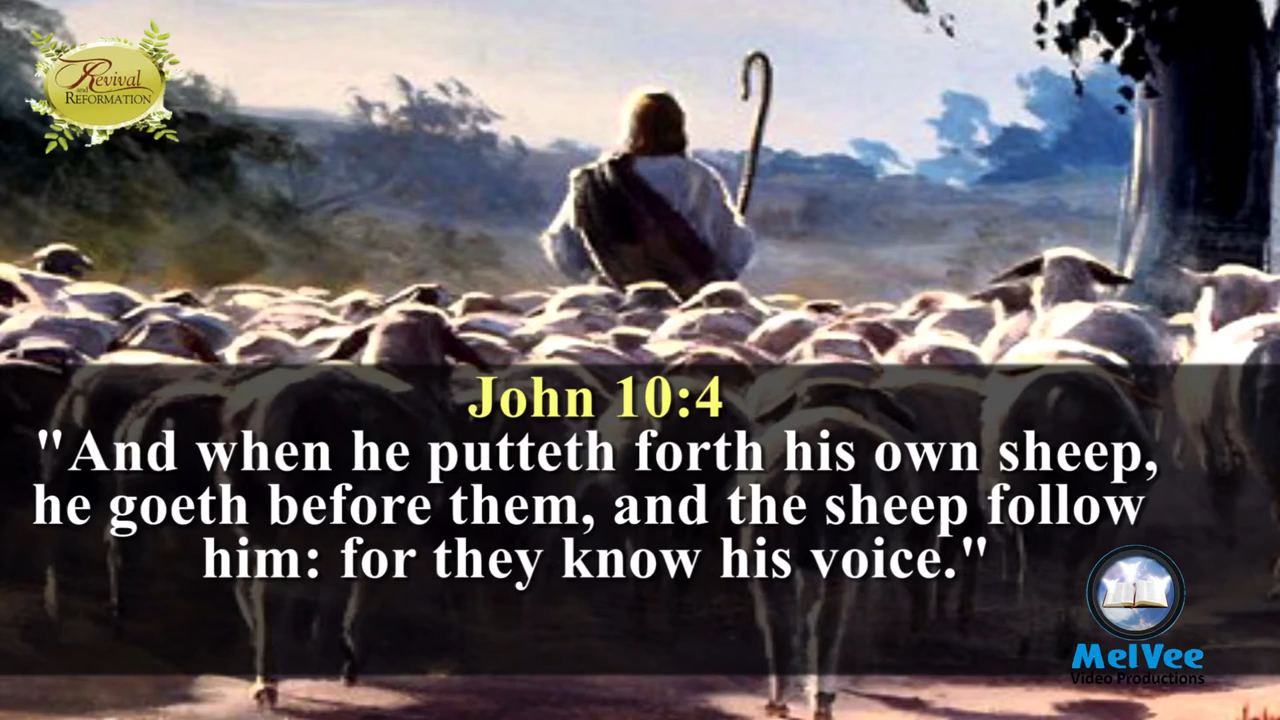 Revival
and
REFORMATION
John 10:4
"And when he putteth forth his own sheep,
he goeth before them, and the sheep follow
him: for they know his voice."
MelVee
Video Productions